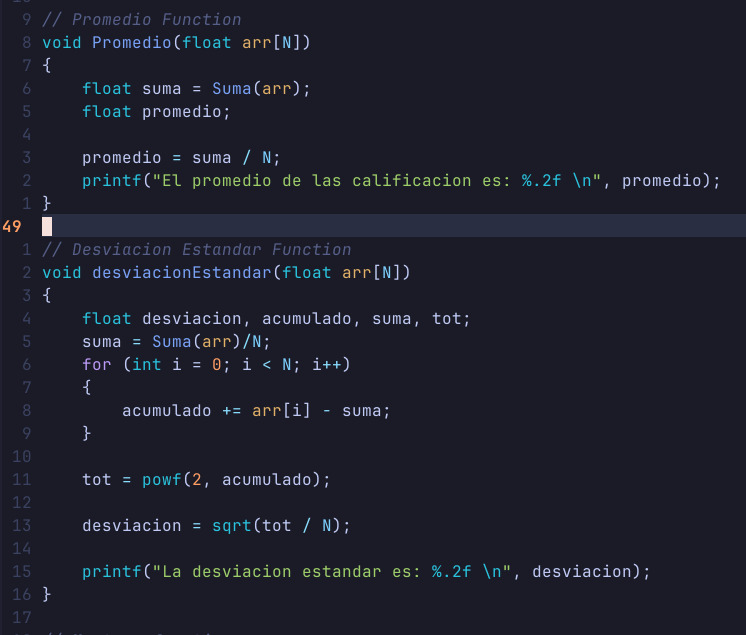 9 // Promedio Function
8 void Promedio(float arr[N])
7 {
6     float suma = Suma(arr);
5     float promedio;
4
3     promedio = suma / N;
2     printf("El promedio de las calificacion es: %.2f \n", promedio);
1 }
49
1 // Desviacion Estandar Function
2 void desviacionEstandar(float arr[N])
3 {
4     float desviacion, acumulado, suma, tot;
5     suma = Suma(arr)/N;
6     for (int i = 0; i < N; i++)
7     {
8         acumulado += arr[i] - suma;
9     }
10
11     tot = powf(2, acumulado);
12
13     desviacion = sqrt(tot / N);
14
15     printf("La desviacion estandar es: %.2f \n", desviacion);
16 }
17